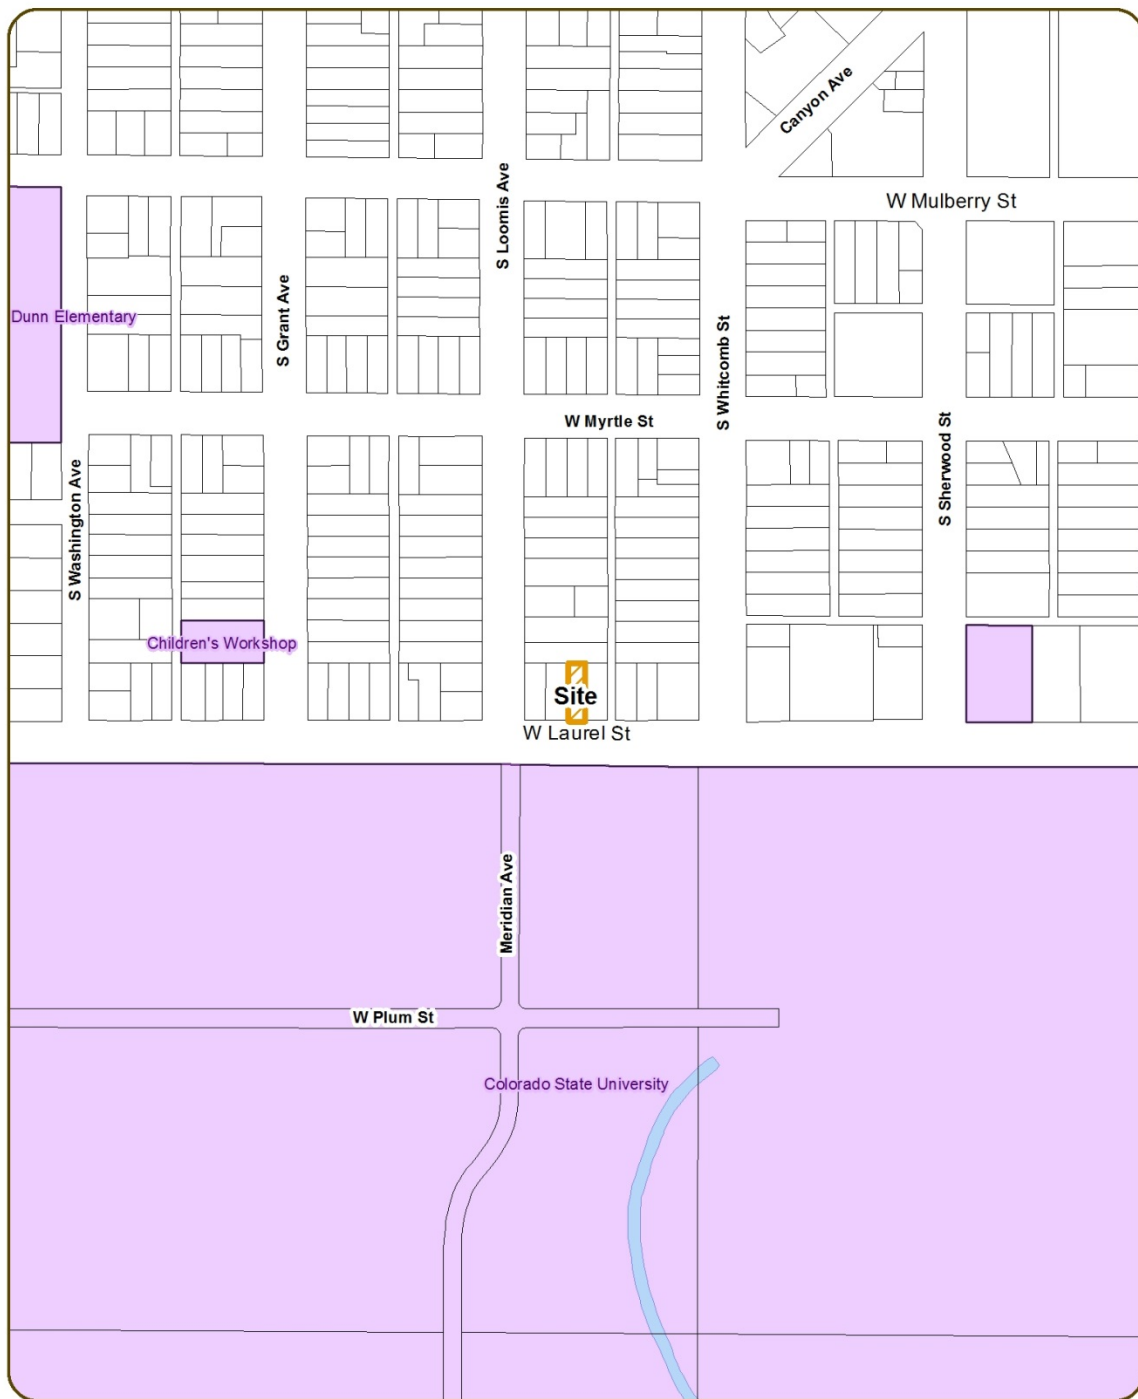 Canyon Ave
W Mulberry St
S Loomis Ave
Dunn Elementary
S Grant Ave
S Whitcomb St
W Myrtle St
S Sherwood St
S Washington Ave
Children's Workshop
Site
W Laurel St
Meridian Ave
W Plum St
Colorado State University